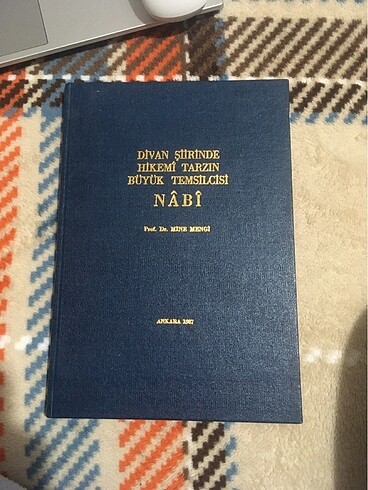 DİVAN ŞİİRİNDE
HİKEMÎ TARZIN
BÜYÜK TEMSİLCİSİ
NÂBÎ
Prof. Dr. MİNE MENGİ
ANKARA 1987